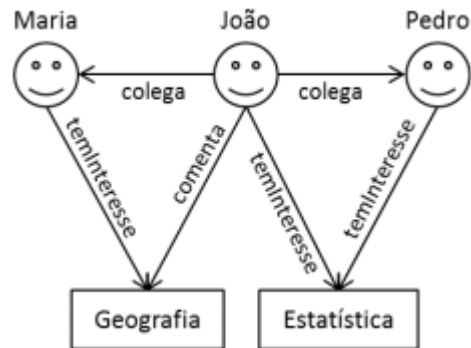 Maria
João
Pedro
colega
colega
temInteresse
comenta
temInteresse
temInteresse
Geografia
Estatística